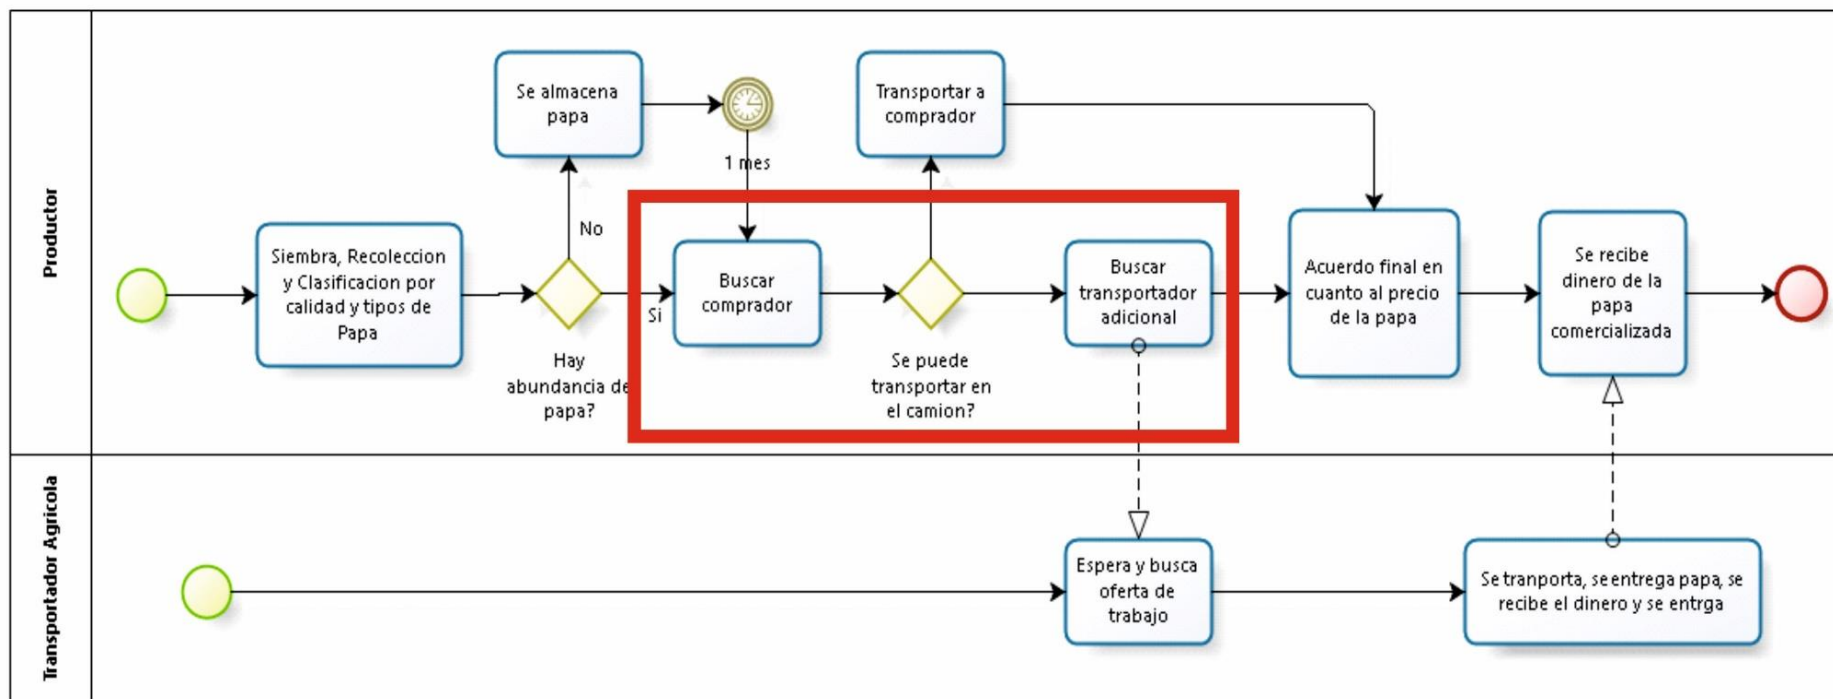 Productor
Se almacena
papa
1 mes
Transportar a
comprador
No
Siembra, Recoleccion
y Clasificacion por
calidad y tipos de
Papa
Hay
abundancia de
papa?
Si
Buscar
comprador
Se puede
transportar en
el camion?
Buscar
transportador
adicional
Acuerdo final en
cuanto al precio
de la papa
Se recibe
dinero de la
papa
comercializada
Transportador Agricola
Espera y busca
oferta de
trabajo
Se tranporta, se entrega papa, se
recibe el dinero y se entrga